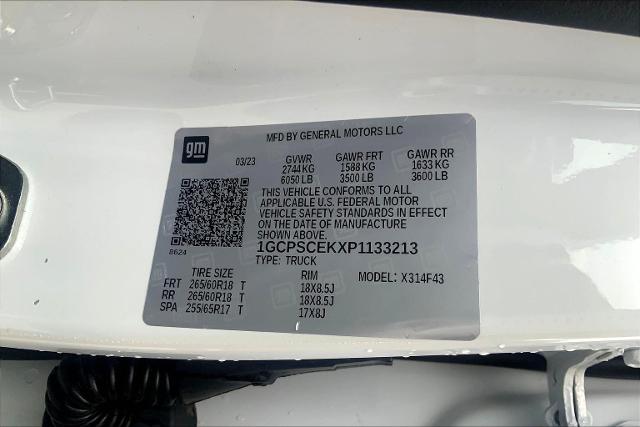 MFD BY GENERAL MOTORS LLC
gm
03/23 GVWR GAWR FRT GAWR RR
2744 KG 1588 KG 1633 KG
6050 LB 3500 LB 3600 LB
THIS VEHICLE CONFORMS TO ALL
APPLICABLE U.S. FEDERAL MOTOR
VEHICLE SAFETY STANDARDS IN EFFECT
ON THE DATE OF MANUFACTURE
SHOWN ABOVE.
8624
1GCPSCEKXP1133213
TYPE: TRUCK
TIRE SIZE RIM MODEL: X314F43
FRT 265/60R18 T 18X8.5J
RR 265/60R18 T 18X8.5J
SPA 255/65R17 T 17X8J